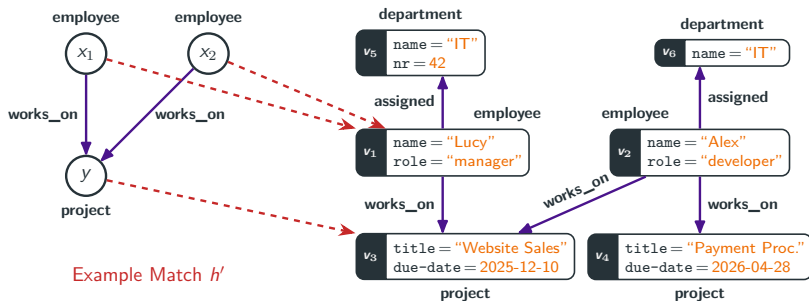 employee
employee
x1
x2
works_on
works_on
y
project
Example Match h′
department
v5
name = “IT”
nr = 42
assigned
employee
v1
name = “Lucy”
role = “manager”
works_on
v3
title = “Website Sales”
due-date = 2025-12-10
project
department
v6
name = “IT”
assigned
employee
v2
name = “Alex”
role = “developer”
works_on
works_on
v4
title = “Payment Proc.”
due-date = 2026-04-28
project